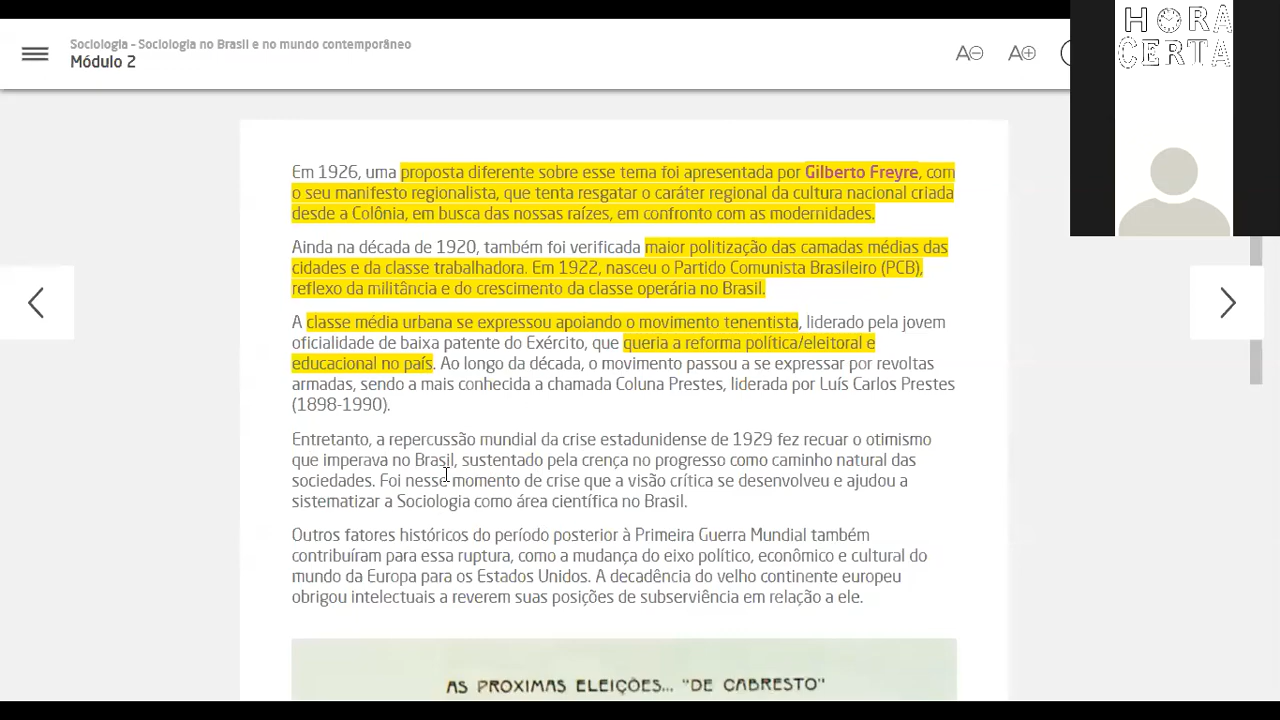 Sociologia - Sociologia no Brasil e no mundo contemporâneo
Módulo 2
A
A
HORA
CERTA
Em 1926, uma proposta diferente sobre esse tema foi apresentada por Gilberto Freyre, com
o seu manifesto regionalista, que tenta resgatar o caráter regional da cultura nacional criada
desde a Colônia, em busca das nossas raízes, em confronto com as modernidades.
Ainda na década de 1920, também foi verificada maior politização das camadas médias das
cidades e da classe trabalhadora. Em 1922, nasceu o Partido Comunista Brasileiro (PCB),
reflexo da militância e do crescimento da classe operária no Brasil.
A classe média urbana se expressou apoiando o movimento tenentista, liderado pela jovem
oficialidade de baixa patente do Exército, que queria a reforma política/eleitoral e
educacional no país. Ao longo da década, o movimento passou a se expressar por revoltas
armadas, sendo a mais conhecida a chamada Coluna Prestes, liderada por Luís Carlos Prestes
(1898-1990).
Entretanto, a repercussão mundial da crise estadunidense de 1929 fez recuar o otimismo
que imperava no Brasil, sustentado pela crença no progresso como caminho natural das
sociedades. Foi nesse momento de crise que a visão crítica se desenvolveu e ajudou a
sistematizar a Sociologia como área científica no Brasil.
Outros fatores históricos do período posterior à Primeira Guerra Mundial também
contribuíram para essa ruptura, como a mudança do eixo político, econômico e cultural do
mundo da Europa para os Estados Unidos. A decadência do velho continente europeu
obrigou intelectuais a reverem suas posições de subserviência em relação a ele.
AS PROXIMAS ELEIÇÕES... "DE CABRESTO"